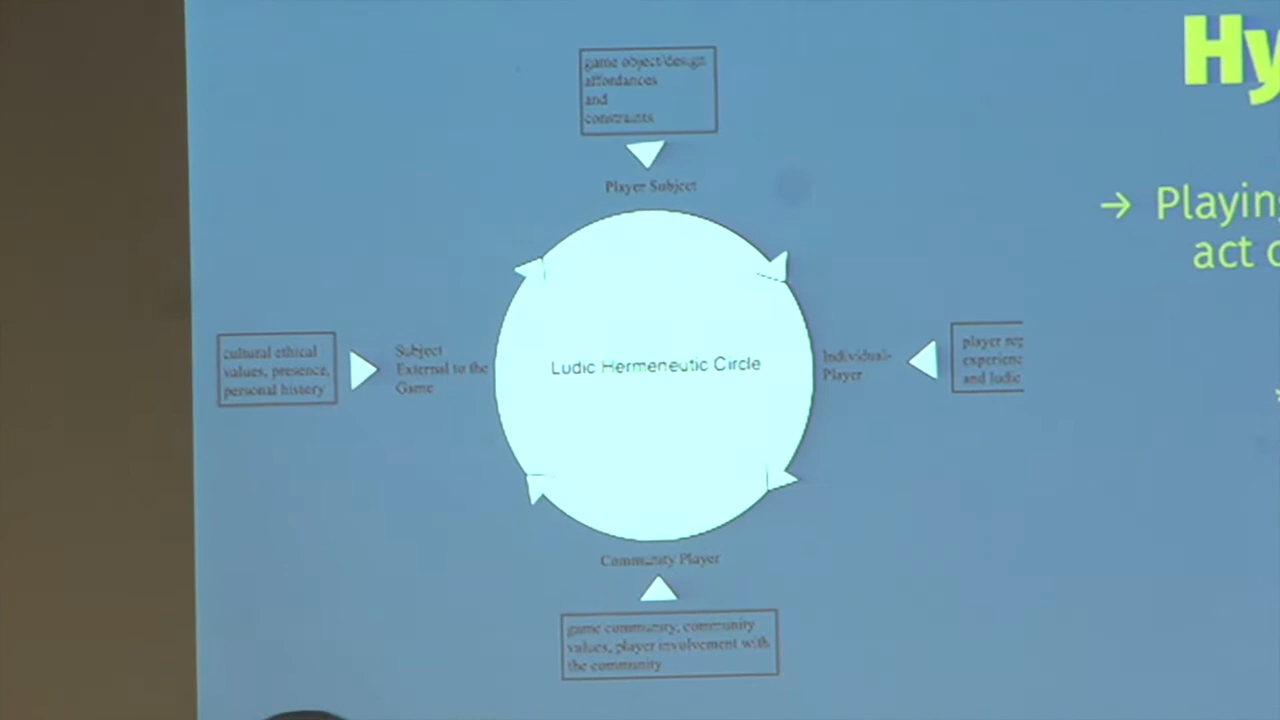 game object/design
affordances
and
constraints
Player Subject
cultural ethical
values, presence,
personal history
Subject
External to the
Game
Ludic Hermeneutic Circle
Individual-
Player
player rep
experienc
and ludic
Community Player
game community, community
values, player involvement with
the community
Hy
→ Playin
act